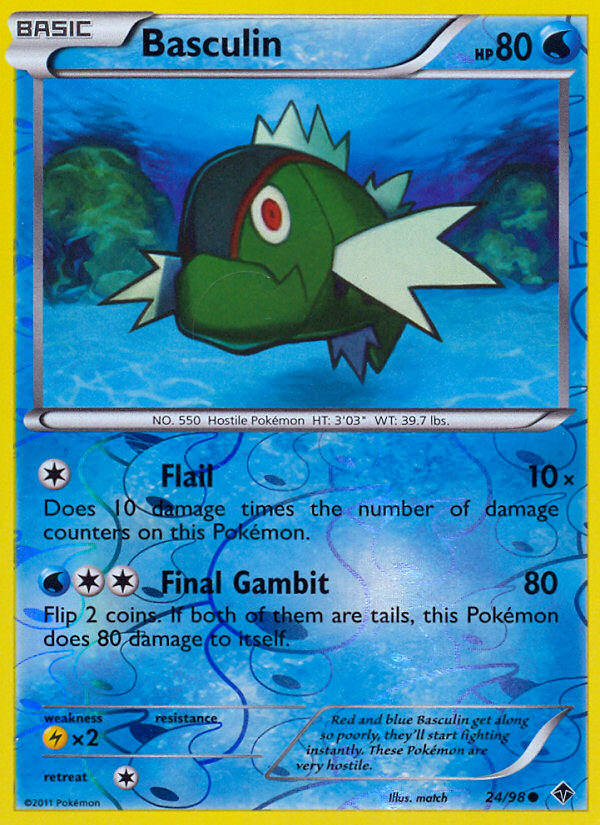 BASIC
Basculin
HP 80
NO. 550 Hostile Pokémon HT: 3'03" WT: 39.7 lbs.
Flail 10×
Does 10 damage times the number of damage
counters on this Pokémon.
Final Gambit 80
Flip 2 coins. If both of them are tails, this Pokémon
does 80 damage to itself.
weakness resistance
×2
Red and blue Basculin get along
so poorly, they'll start fighting
instantly. These Pokémon are
very hostile.
retreat
©2011 Pokémon
Illus. match
24/98